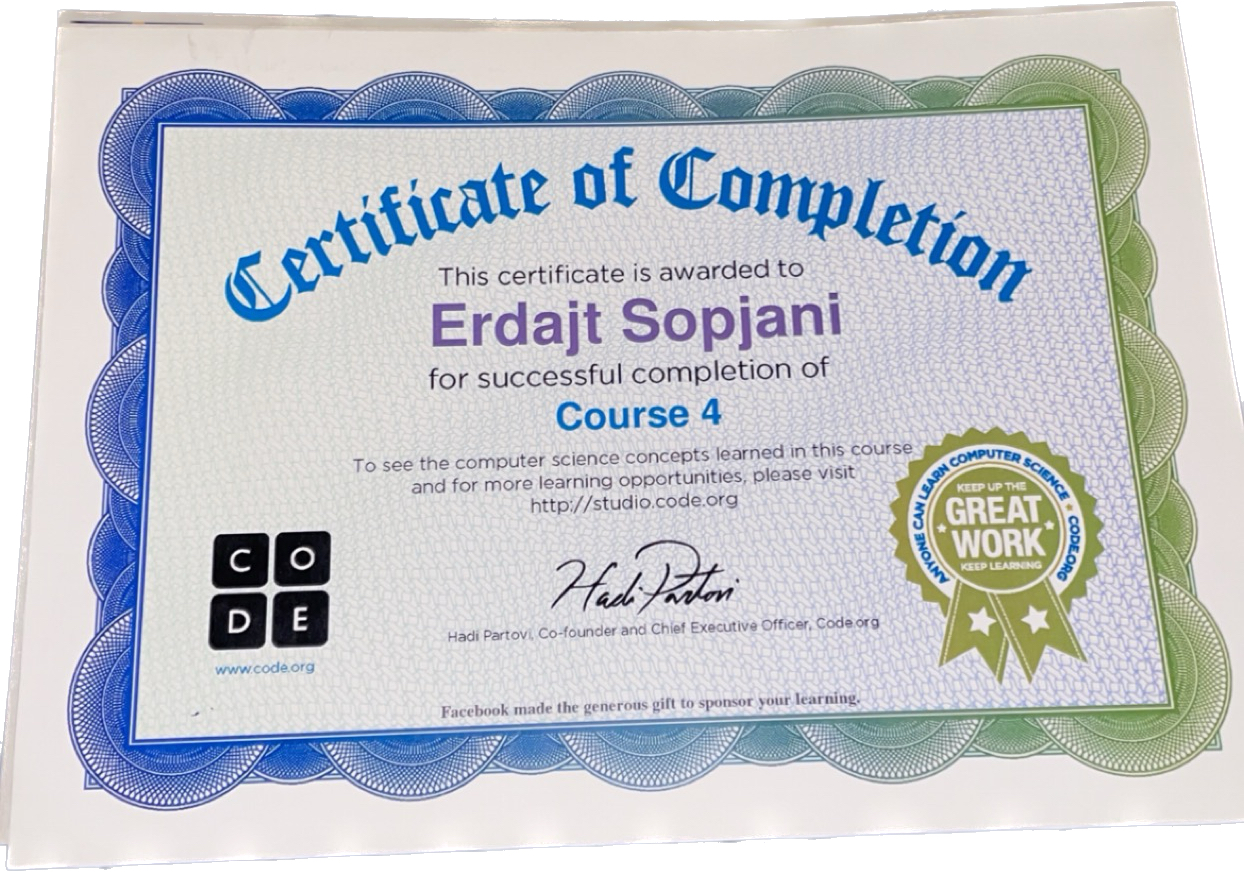 Certificate of Completion
This certificate is awarded to
Erdajt Sopjani
for successful completion of
Course 4
To see the computer science concepts learned in this course
and for more learning opportunities, please visit
http://studio.code.org
ANYONE CAN LEARN COMPUTER SCIENCE ★ CODE.ORG
KEEP UP THE
GREAT
WORK
KEEP LEARNING
C O
D E
www.code.org
Hadi Partovi
Hadi Partovi, Co-founder and Chief Executive Officer, Code.org
Facebook made the generous gift to sponsor your learning.